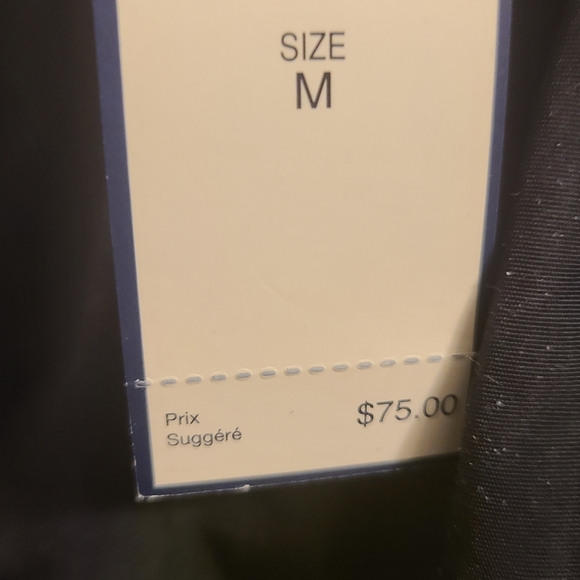 SIZE
M
Prix
Suggéré
$75.00